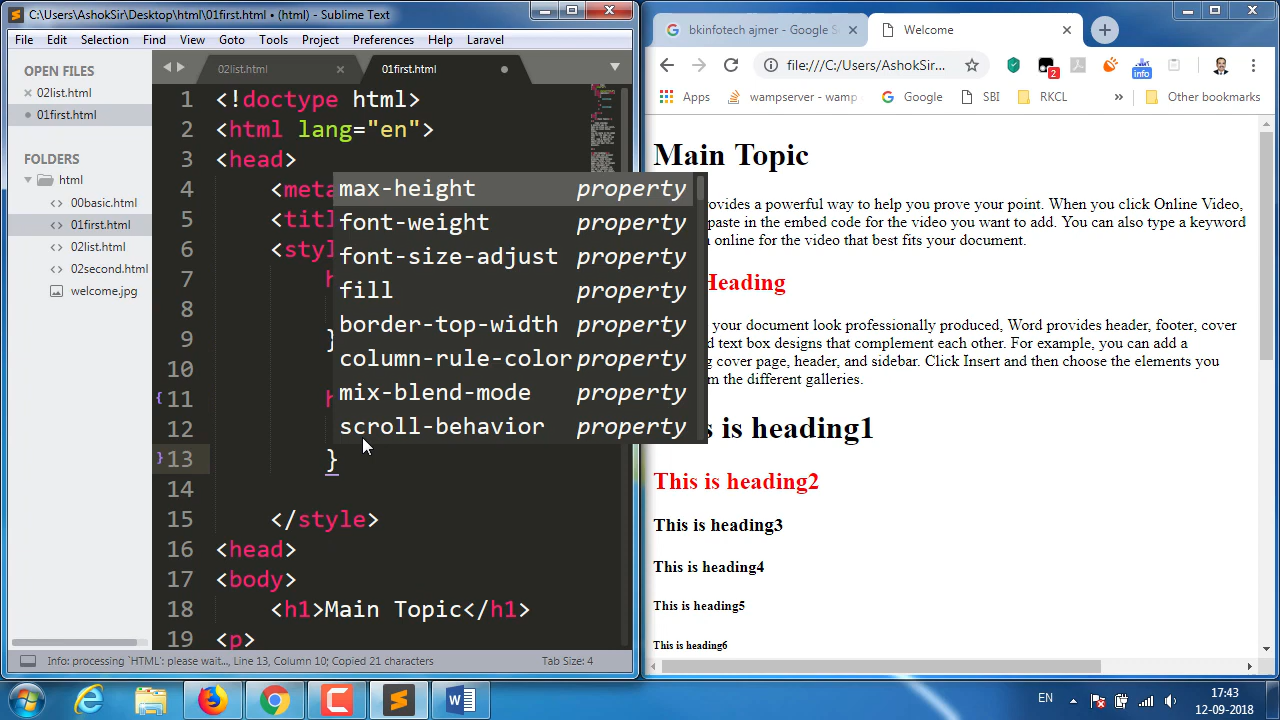 C:\Users\AshokSir\Desktop\html\01first.html • (html) - Sublime Text
File Edit Selection Find View Goto Tools Project Preferences Help Laravel
OPEN FILES
02list.html
01first.html
FOLDERS
html
00basic.html
01first.html
02list.html
02second.html
welcome.jpg
02list.html
01first.html
1 <!doctype html>
2 <html lang="en">
3 <head>
4 <meta
5 <titl
6 <styl
7 h
8
9 }
10
11 h
12
13 }
14
15 </style>
16 <head>
17 <body>
18 <h1>Main Topic</h1>
19 <p>
max-height property
font-weight property
font-size-adjust property
fill property
border-top-width property
column-rule-color property
mix-blend-mode property
scroll-behavior property
Info: processing `HTML': please wait..., Line 13, Column 10; Copied 21 characters
Tab Size: 4
bkinfotech ajmer - Google S
Welcome
file:///C:/Users/AshokSir...
2
info
Apps
wampserver - wamp
Google
SBI
RKCL
»
Other bookmarks
Main Topic
provides a powerful way to help you prove your point. When you click Online Video,
paste in the embed code for the video you want to add. You can also type a keyword
online for the video that best fits your document.
Heading
your document look professionally produced, Word provides header, footer, cover
d text box designs that complement each other. For example, you can add a
g cover page, header, and sidebar. Click Insert and then choose the elements you
m the different galleries.
s is heading1
This is heading2
This is heading3
This is heading4
This is heading5
This is heading6
EN
17:43
12-09-2018